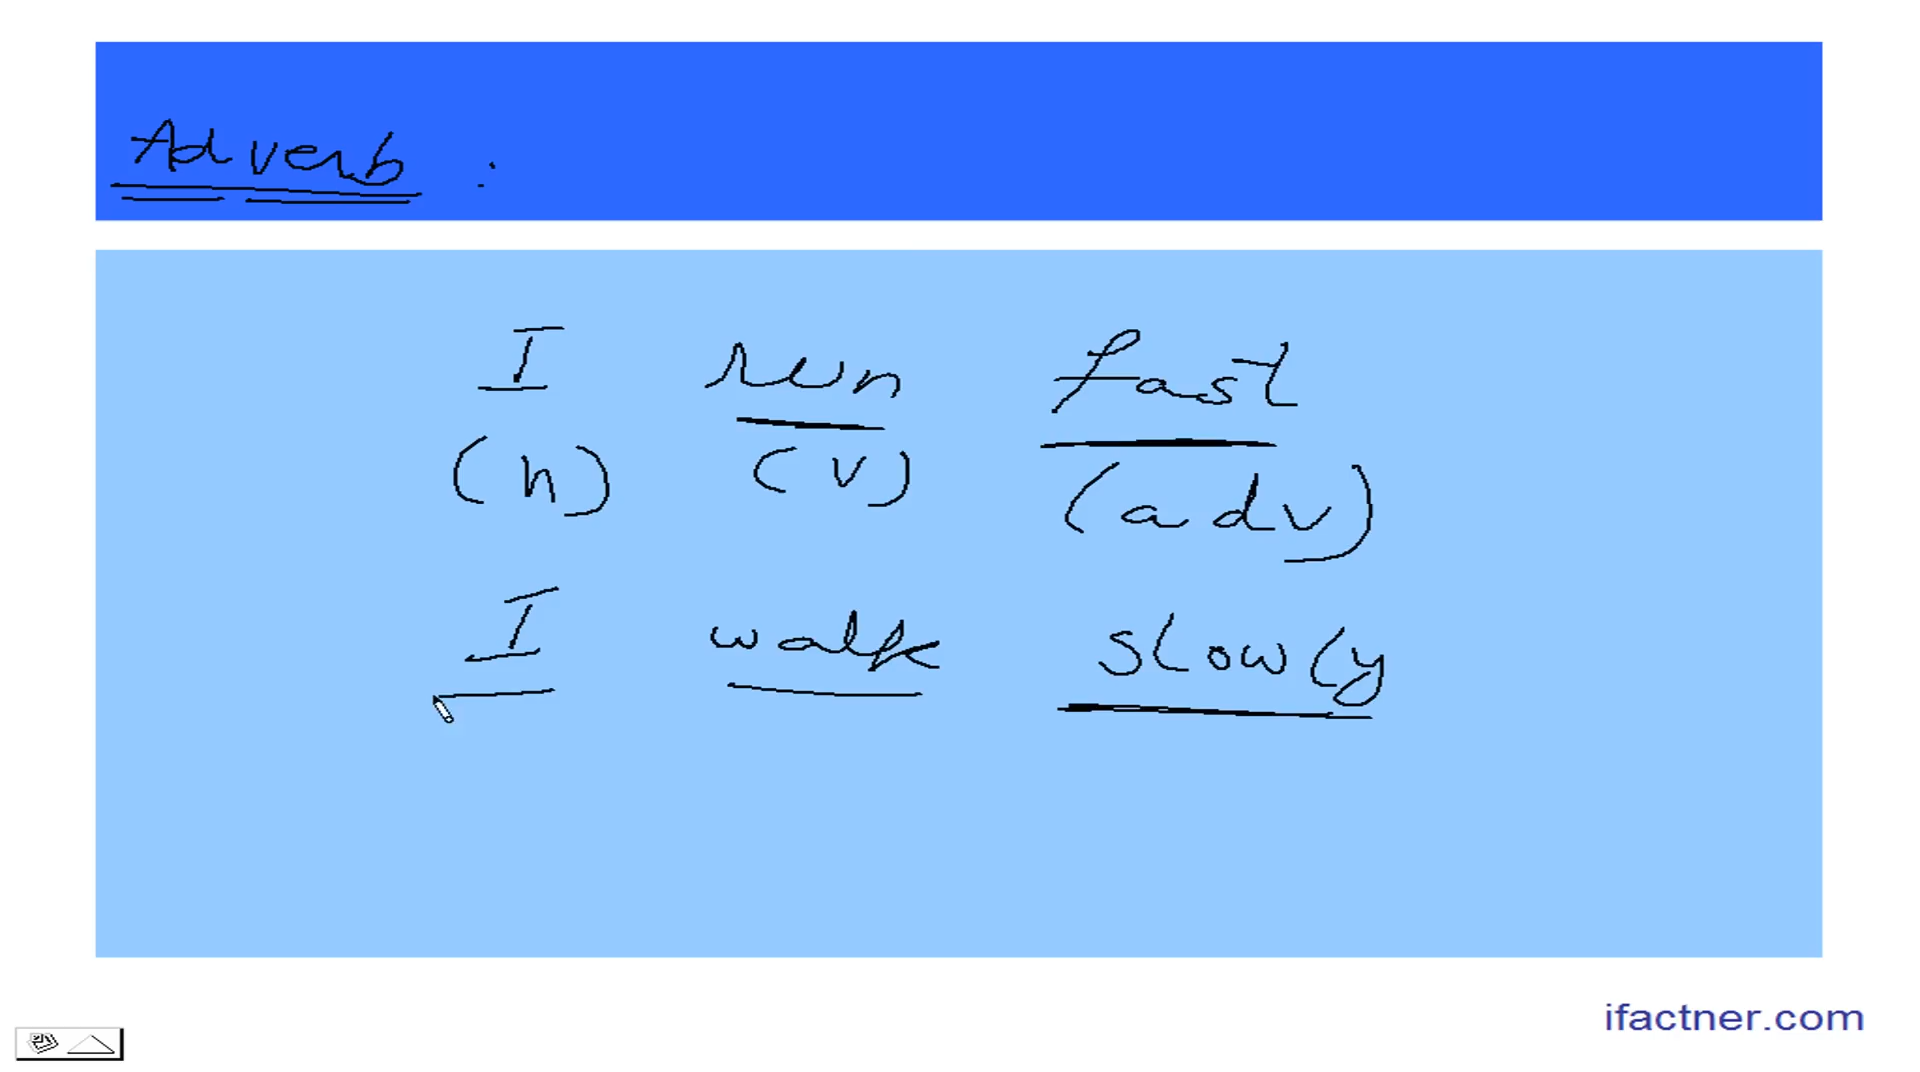 Adverb :
I run fast
(n) (v) (adv)
I walk slowly
ifactner.com